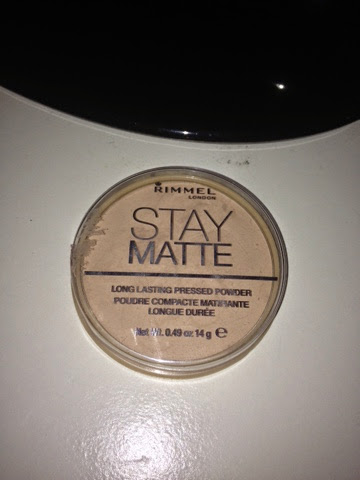 RIMMEL
LONDON
STAY
MATTE
LONG LASTING PRESSED POWDER
POUDRE COMPACTE MATIFIANTE
LONGUE DURÉE
Net Wt. 0.49 oz 14 g ℮